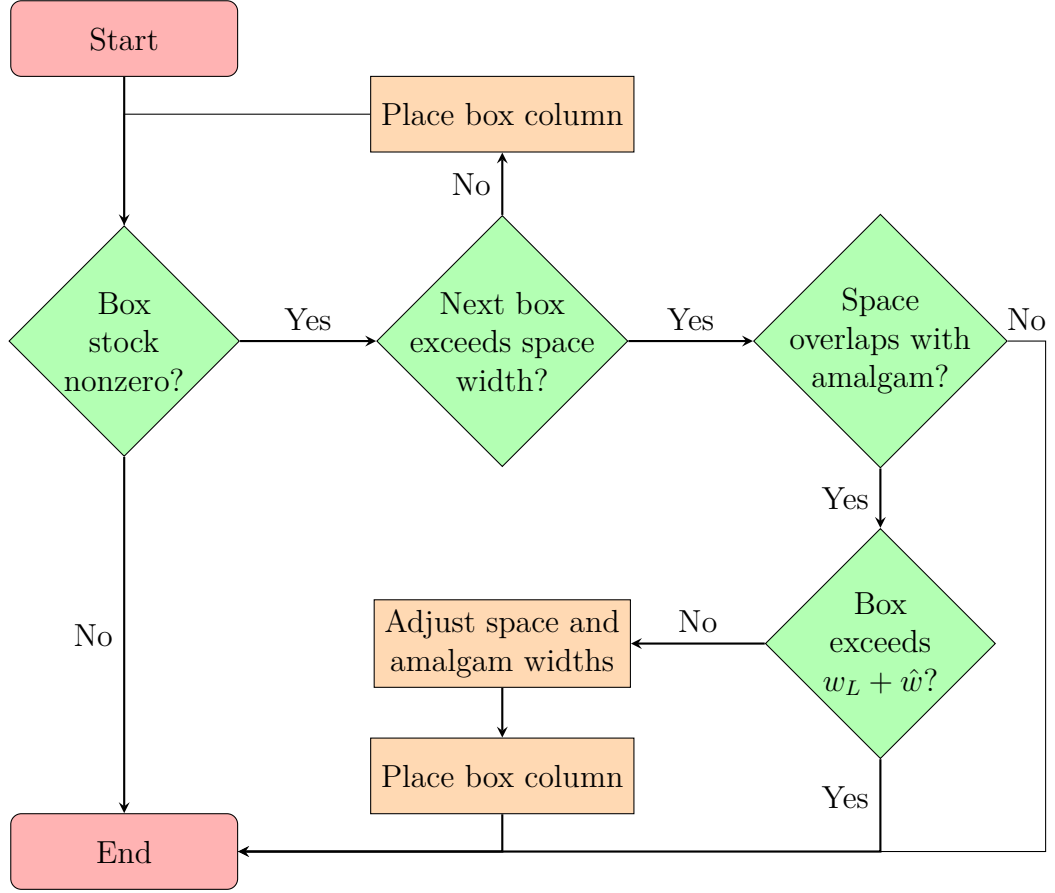 Start
Place box column
No
Box
stock
nonzero?
Yes
Next box
exceeds space
width?
Yes
Space
overlaps with
amalgam?
No
Yes
No
Adjust space and
amalgam widths
No
Box
exceeds
$w_L + \hat{w}$?
Place box column
Yes
End